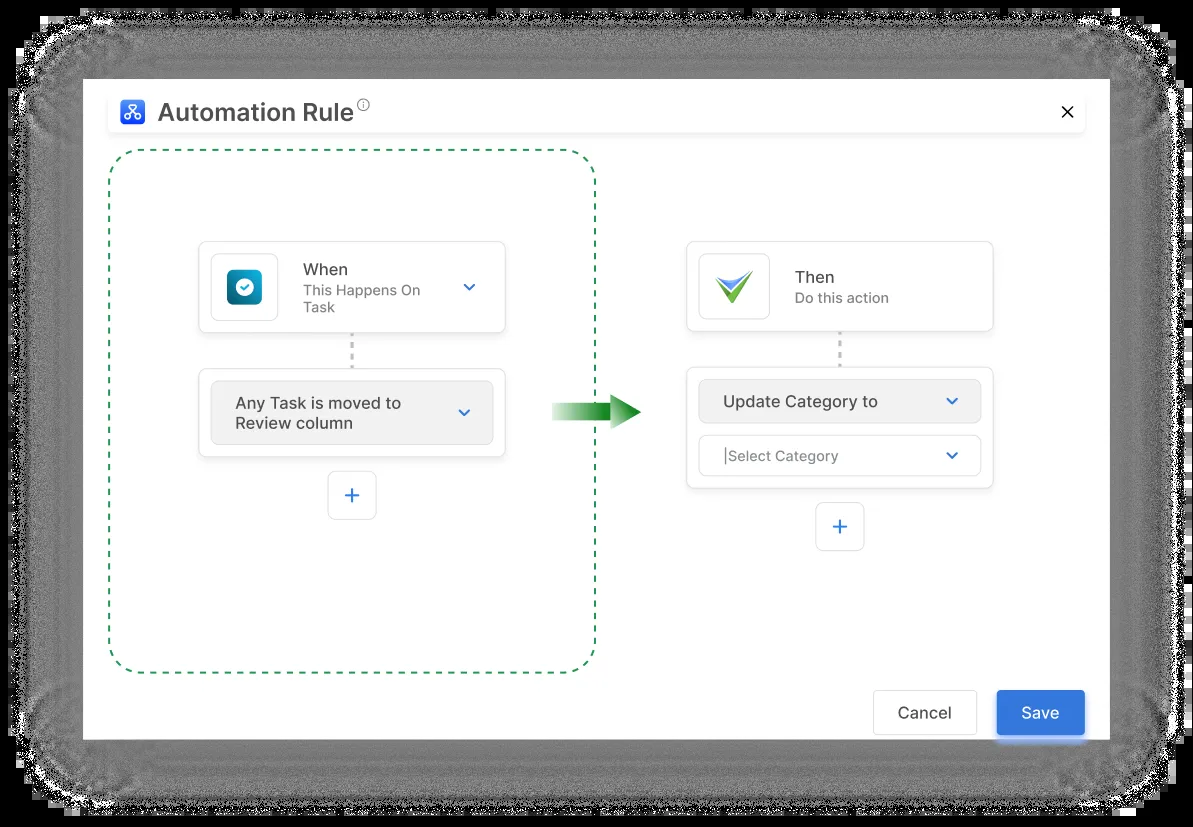 Automation Rule
When
This Happens On
Task
Any Task is moved to
Review column
Then
Do this action
Update Category to
Select Category
Cancel
Save